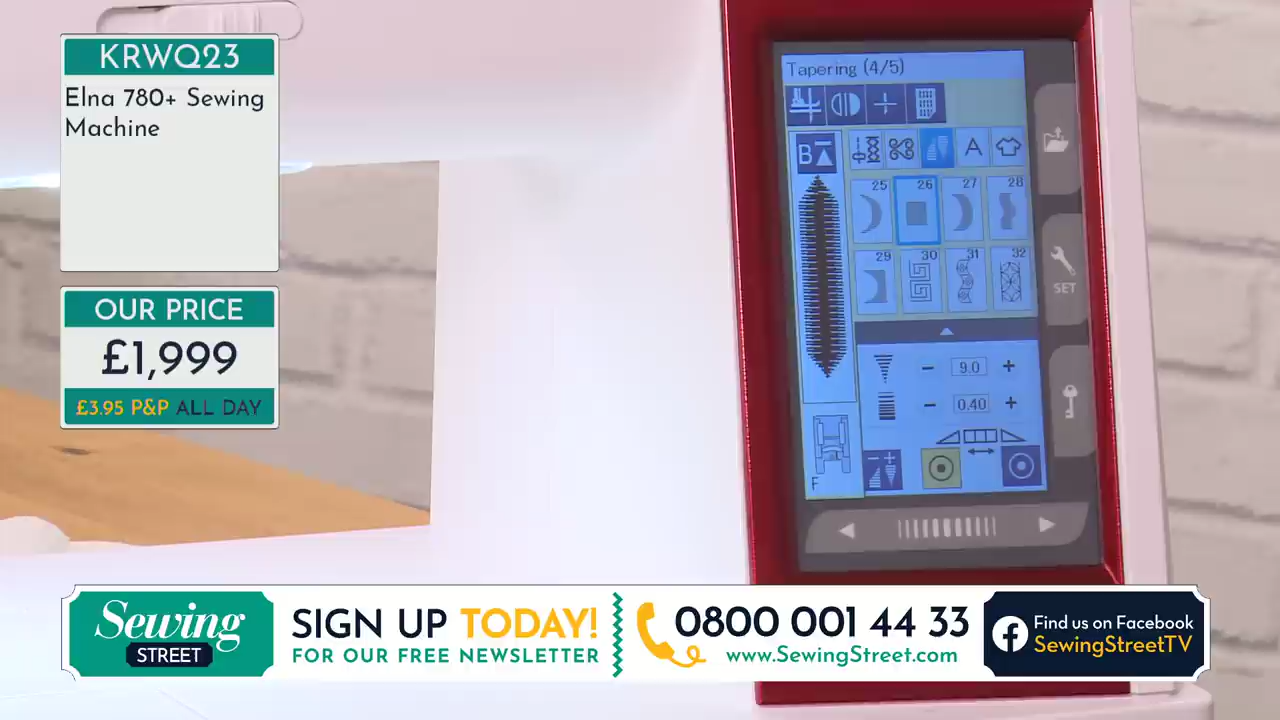 KRWQ23
Elna 780+ Sewing
Machine
OUR PRICE
£1,999
£3.95 P&P ALL DAY
Tapering (4/5)
B
A
25 26 27 28
29 30 31 32
- 9.0 +
- 0.40 +
- +
F
SET
Sewing
STREET
SIGN UP TODAY!
FOR OUR FREE NEWSLETTER
0800 001 44 33
www.SewingStreet.com
Find us on Facebook
SewingStreetTV